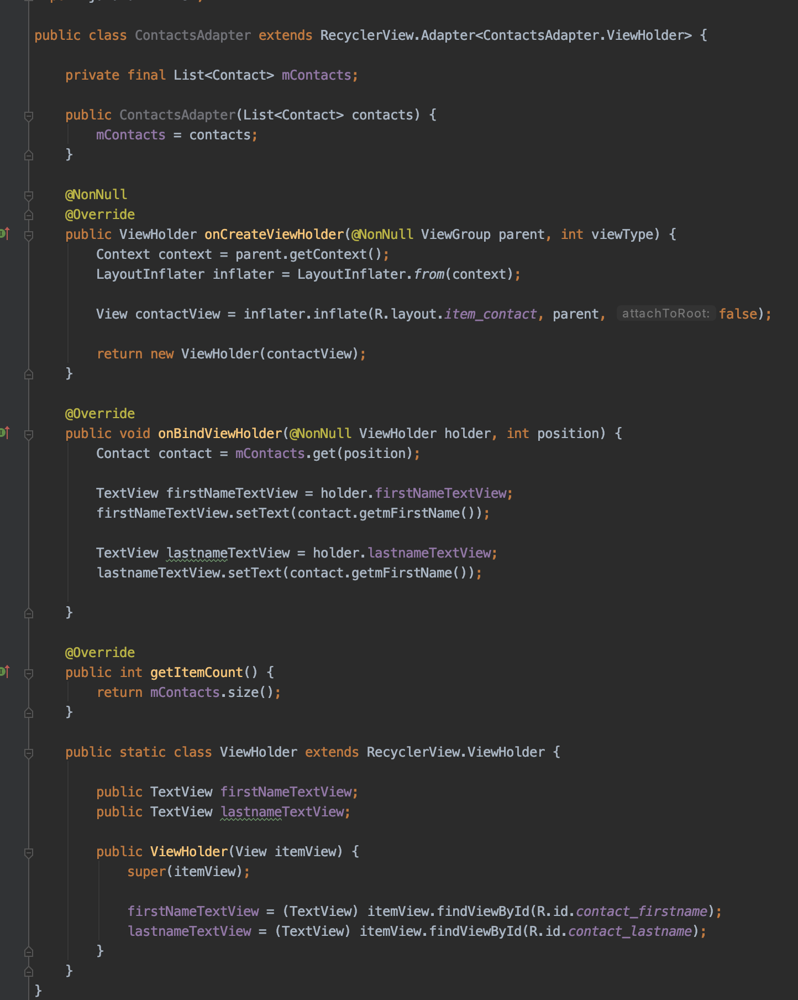 public class ContactsAdapter extends RecyclerView.Adapter<ContactsAdapter.ViewHolder> {
private final List<Contact> mContacts;
public ContactsAdapter(List<Contact> contacts) {
mContacts = contacts;
}
@NonNull
@Override
public ViewHolder onCreateViewHolder(@NonNull ViewGroup parent, int viewType) {
Context context = parent.getContext();
LayoutInflater inflater = LayoutInflater.from(context);
View contactView = inflater.inflate(R.layout.item_contact, parent, attachToRoot: false);
return new ViewHolder(contactView);
}
@Override
public void onBindViewHolder(@NonNull ViewHolder holder, int position) {
Contact contact = mContacts.get(position);
TextView firstNameTextView = holder.firstNameTextView;
firstNameTextView.setText(contact.getmFirstName());
TextView lastnameTextView = holder.lastnameTextView;
lastnameTextView.setText(contact.getmFirstName());
}
@Override
public int getItemCount() {
return mContacts.size();
}
public static class ViewHolder extends RecyclerView.ViewHolder {
public TextView firstNameTextView;
public TextView lastnameTextView;
public ViewHolder(View itemView) {
super(itemView);
firstNameTextView = (TextView) itemView.findViewById(R.id.contact_firstname);
lastnameTextView = (TextView) itemView.findViewById(R.id.contact_lastname);
}
}
}